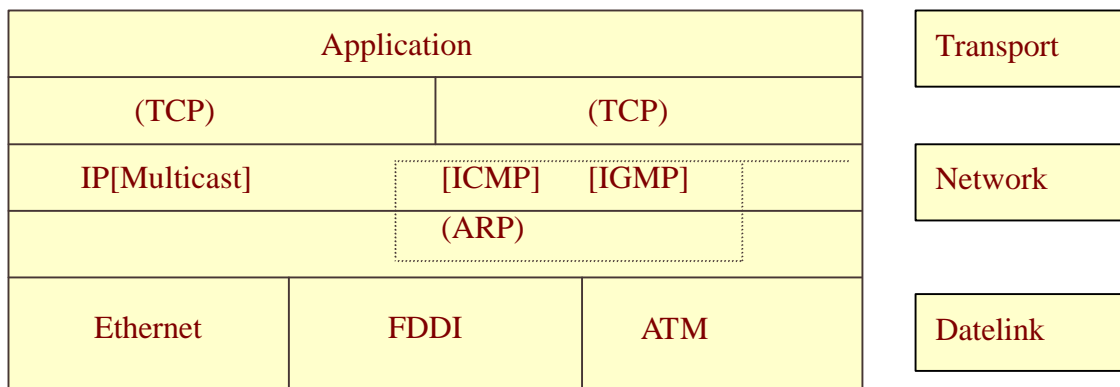 Application
Transport
(TCP) (TCP)
IP[Multicast] [ICMP] [IGMP]
Network
(ARP)
Ethernet FDDI ATM
Datelink